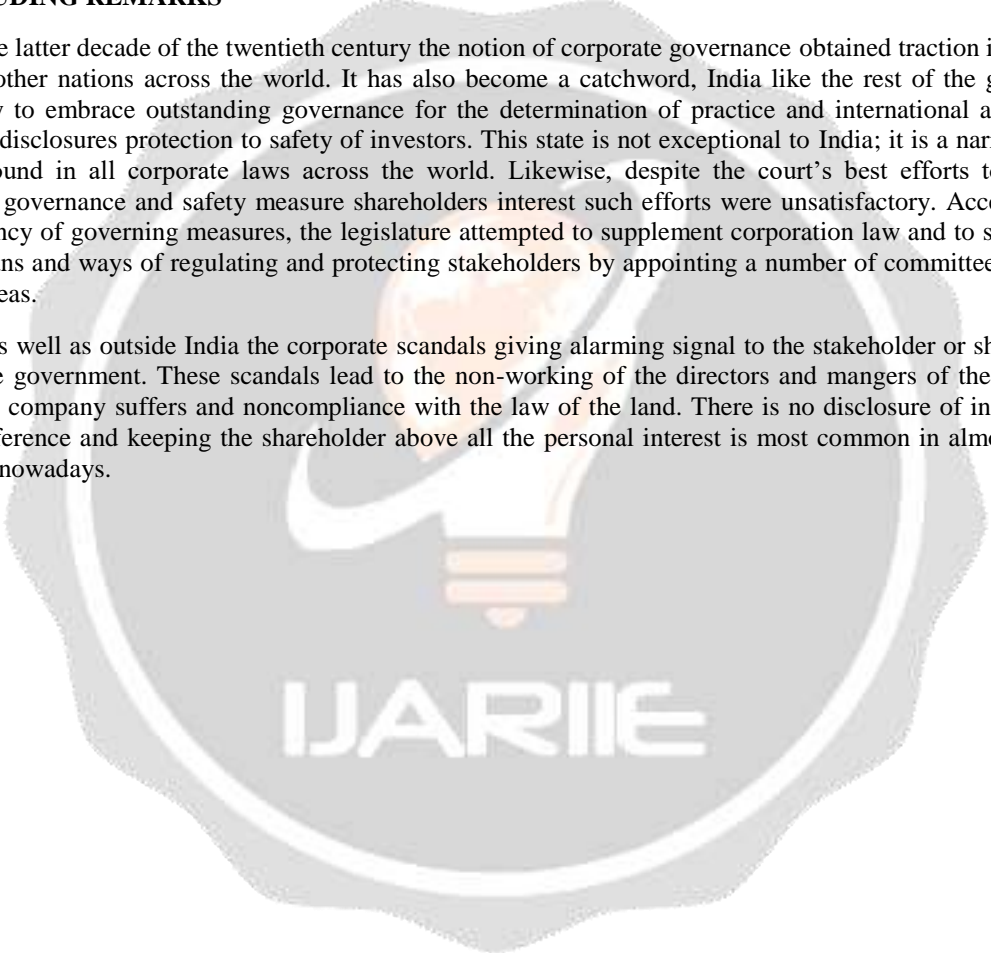 UDING REMARKS
e latter decade of the twentieth century the notion of corporate governance obtained traction i
other nations across the world. It has also become a catchword, India like the rest of the g
y to embrace outstanding governance for the determination of practice and international a
disclosures protection to safety of investors. This state is not exceptional to India; it is a nar
ound in all corporate laws across the world. Likewise, despite the court's best efforts t
governance and safety measure shareholders interest such efforts were unsatisfactory. Acc
ncy of governing measures, the legislature attempted to supplement corporation law and to s
ns and ways of regulating and protecting stakeholders by appointing a number of committee
eas.
s well as outside India the corporate scandals giving alarming signal to the stakeholder or sh
e government. These scandals lead to the non-working of the directors and mangers of the
company suffers and noncompliance with the law of the land. There is no disclosure of in
ference and keeping the shareholder above all the personal interest is most common in almo
nowadays.
IJARIIE